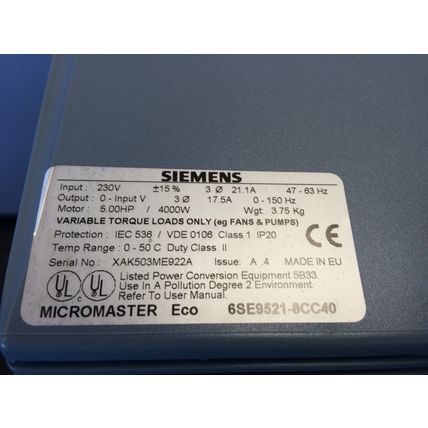 SIEMENS
Input : 230V ±15 % 3 Ø 21.1A 47 - 63 Hz
Output : 0 - Input V 3 Ø 17.5A 0 - 150 Hz
Motor : 5.00HP / 4000W Wgt: 3.75 Kg
VARIABLE TORQUE LOADS ONLY (eg FANS & PUMPS)
Protection : IEC 536 / VDE 0106 Class 1 IP20 CE
Temp Range : 0 - 50°C Duty Class II
Serial No : XAK503ME922A Issue: A .4 .MADE IN EU
UL C UL Listed Power Conversion Equipment 5B33.
Use In A Pollution Degree 2 Environment.
Refer To User Manual.
MICROMASTER Eco 6SE9521-8CC40